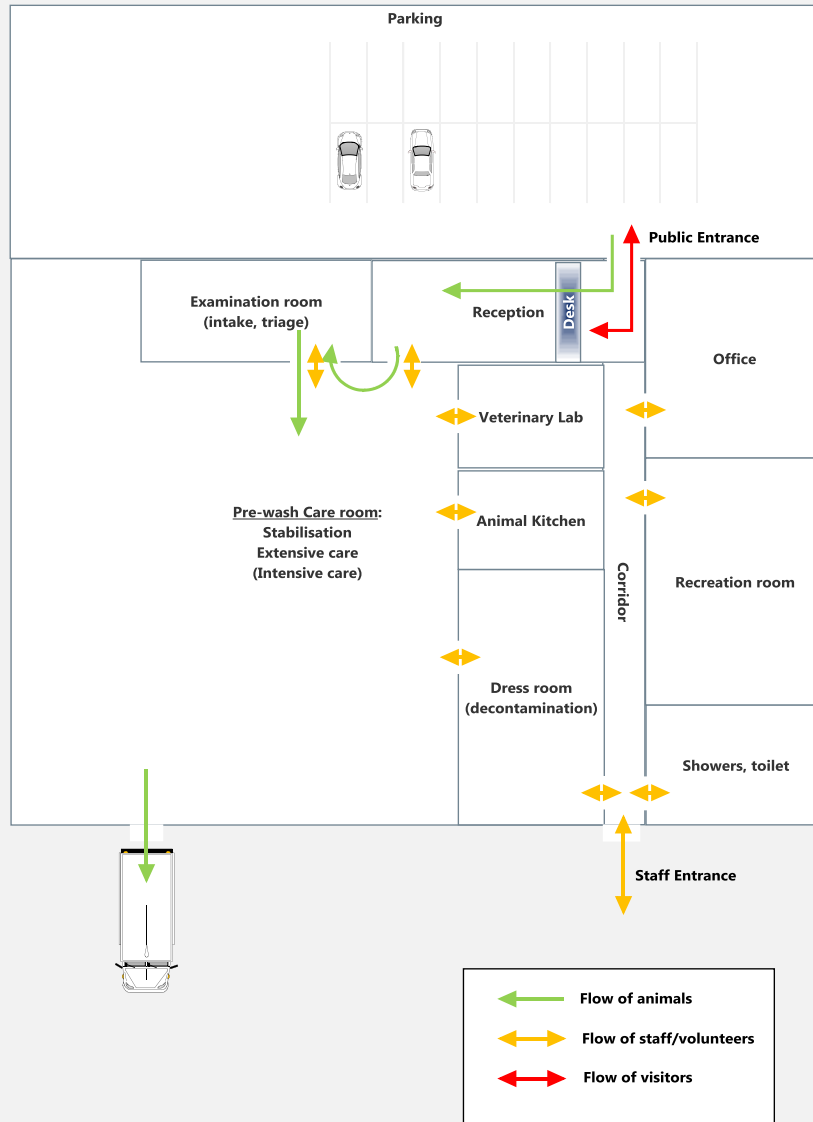 Parking
Public Entrance
Examination room
(intake, triage)
Reception
Desk
Office
Veterinary Lab
Pre-wash Care room:
Stabilisation
Extensive care
(Intensive care)
Animal Kitchen
Corridor
Recreation room
Dress room
(decontamination)
Showers, toilet
Staff Entrance
Flow of animals
Flow of staff/volunteers
Flow of visitors